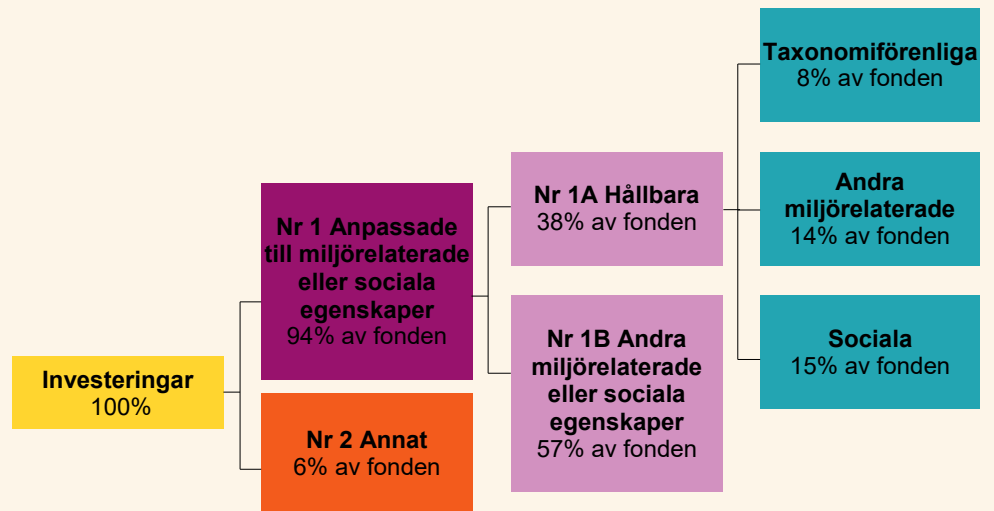 Investeringar
100%
Nr 1 Anpassade
till miljörelaterade
eller sociala
egenskaper
94% av fonden
Nr 2 Annat
6% av fonden
Nr 1A Hållbara
38% av fonden
Nr 1B Andra
miljörelaterade
eller sociala
egenskaper
57% av fonden
Taxonomiförenliga
8% av fonden
Andra
miljörelaterade
14% av fonden
Sociala
15% av fonden